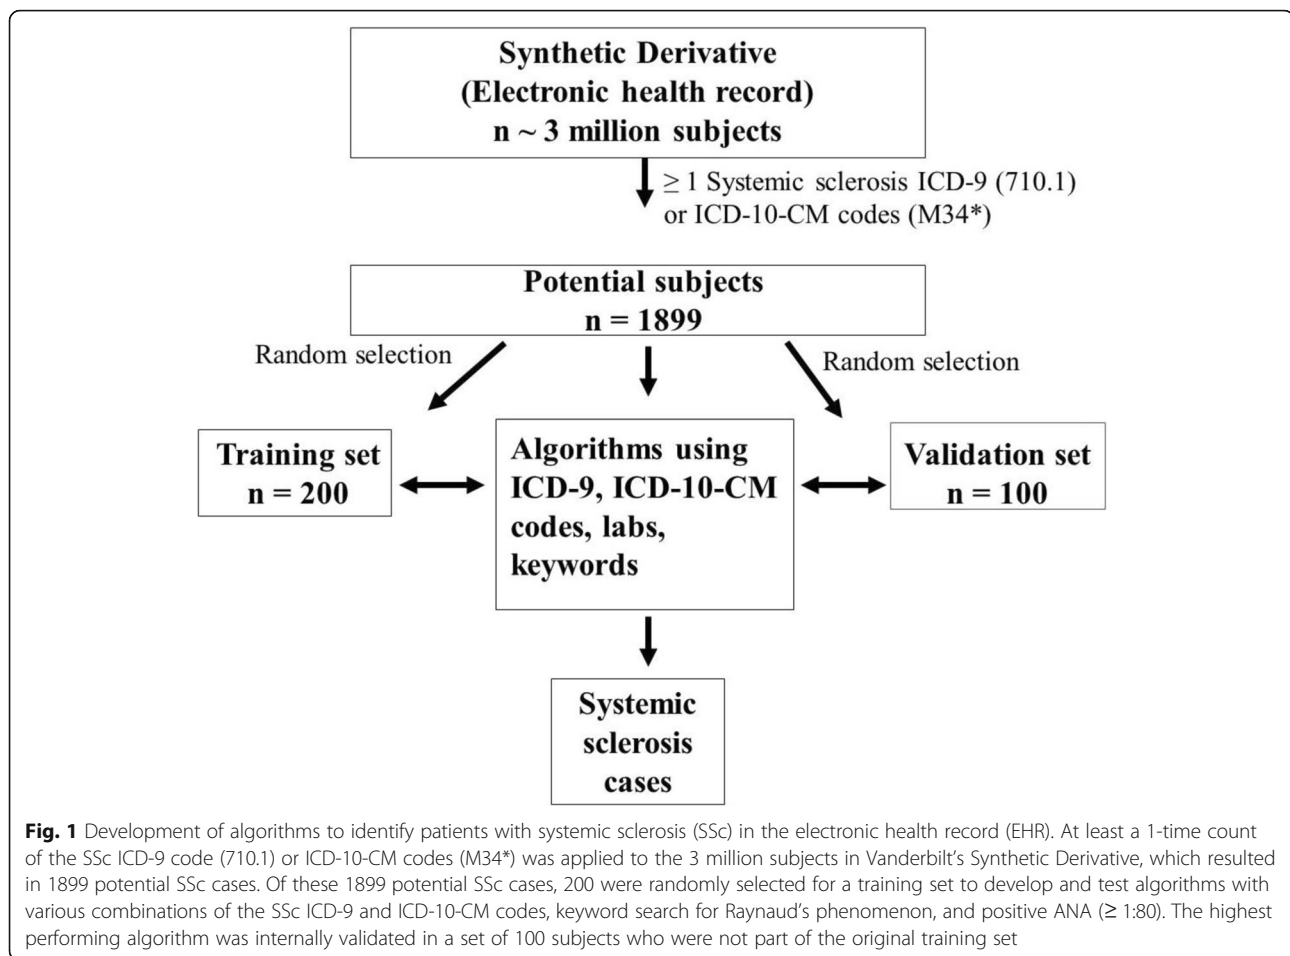 Synthetic Derivative
(Electronic health record)
n ~ 3 million subjects
≥ 1 Systemic sclerosis ICD-9 (710.1)
or ICD-10-CM codes (M34*)
Potential subjects
n = 1899
Random selection
Random selection
Training set
n = 200
Algorithms using
ICD-9, ICD-10-CM
codes, labs,
keywords
Validation set
n = 100
Systemic
sclerosis
cases
Fig. 1 Development of algorithms to identify patients with systemic sclerosis (SSc) in the electronic health record (EHR). At least a 1-time count
of the SSc ICD-9 code (710.1) or ICD-10-CM codes (M34*) was applied to the 3 million subjects in Vanderbilt's Synthetic Derivative, which resulted
in 1899 potential SSc cases. Of these 1899 potential SSc cases, 200 were randomly selected for a training set to develop and test algorithms with
various combinations of the SSc ICD-9 and ICD-10-CM codes, keyword search for Raynaud's phenomenon, and positive ANA (≥ 1:80). The highest
performing algorithm was internally validated in a set of 100 subjects who were not part of the original training set